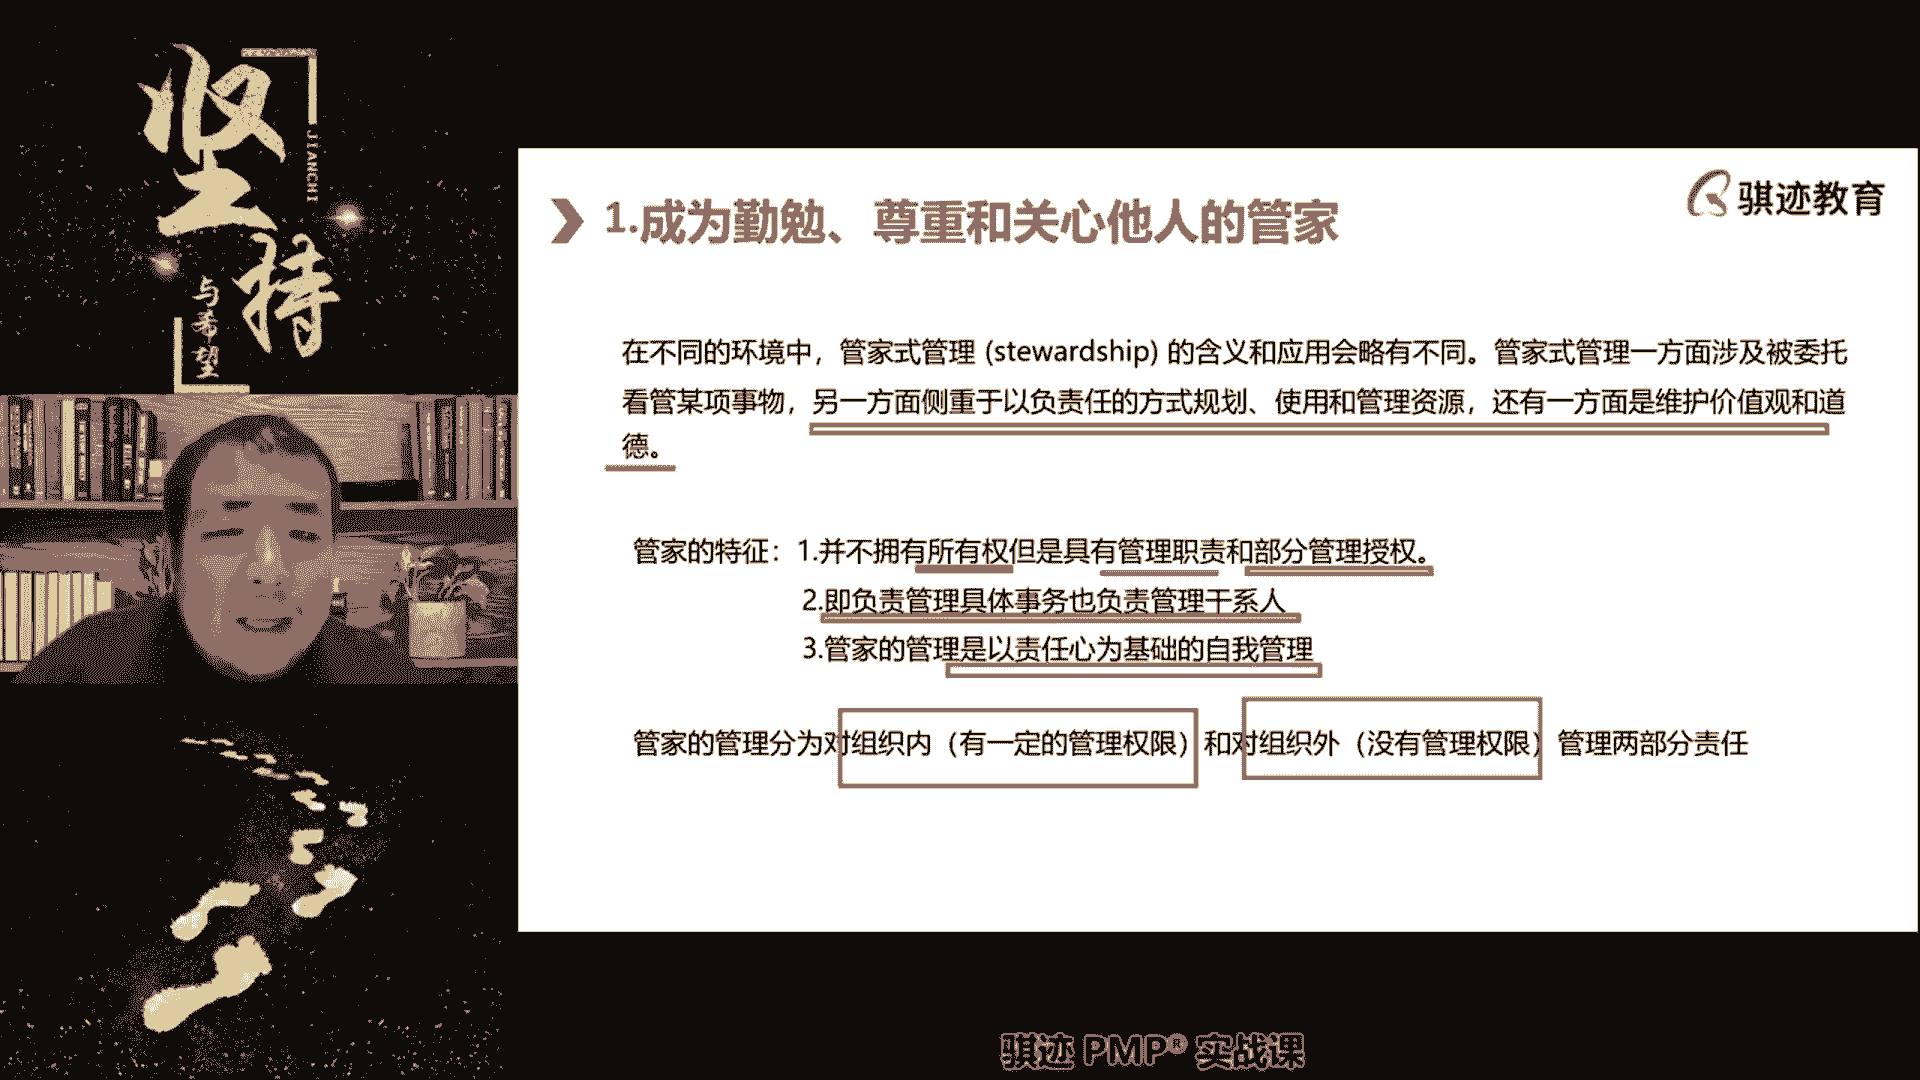 坚持
JIANCHI
与希望
骐迹教育
1.成为勤勉、尊重和关心他人的管家
在不同的环境中，管家式管理 (stewardship) 的含义和应用会略有不同。管家式管理一方面涉及被委托
看管某项事物，另一方面侧重于以负责任的方式规划、使用和管理资源，还有一方面是维护价值观和道
德。
管家的特征：1.并不拥有所有权但是具有管理职责和部分管理授权。
2.即负责管理具体事务也负责管理干系人
3.管家的管理是以责任心为基础的自我管理
管家的管理分为对组织内（有一定的管理权限）和对组织外（没有管理权限）管理两部分责任
骐迹 PMP® 实战课